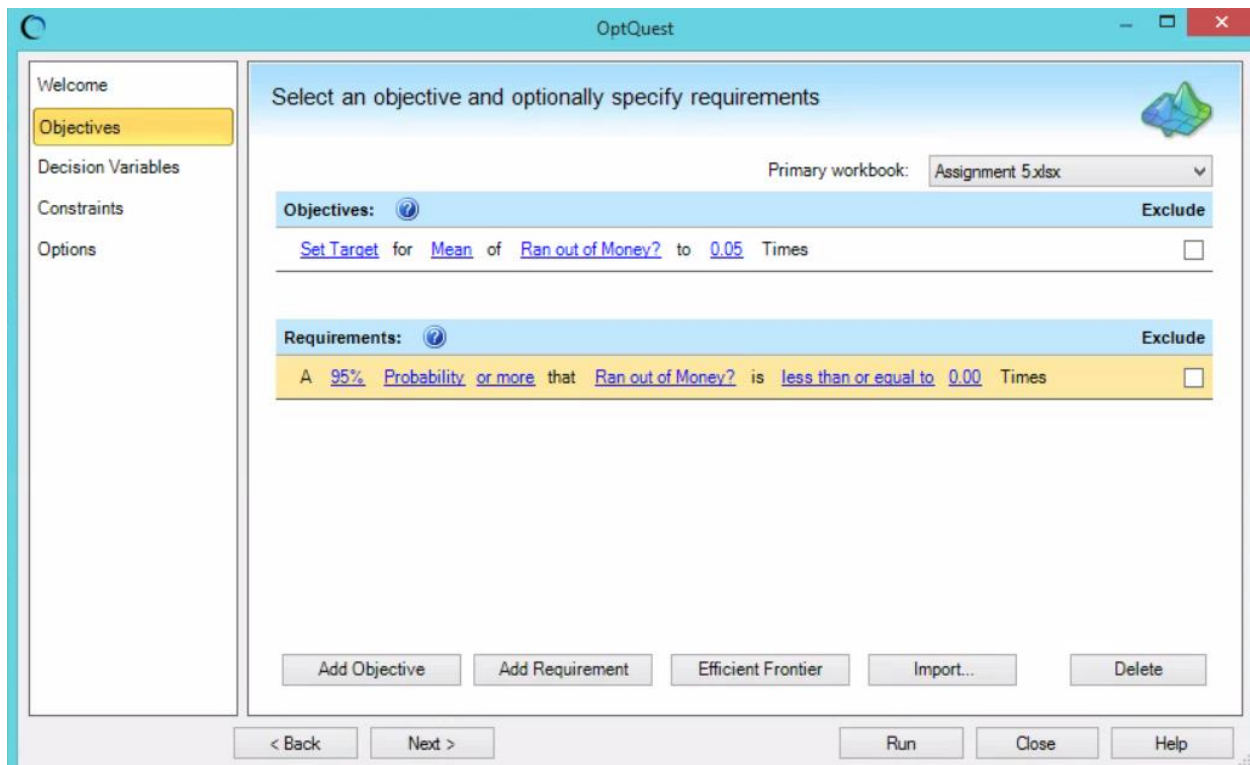 OptQuest
Welcome
Objectives
Decision Variables
Constraints
Options
Select an objective and optionally specify requirements
Primary workbook: Assignment 5.xlsx
Objectives: Exclude
Set Target for Mean of Ran out of Money? to 0.05 Times
Requirements: Exclude
A 95% Probability or more that Ran out of Money? is less than or equal to 0.00 Times
Add Objective Add Requirement Efficient Frontier Import... Delete
< Back Next > Run Close Help